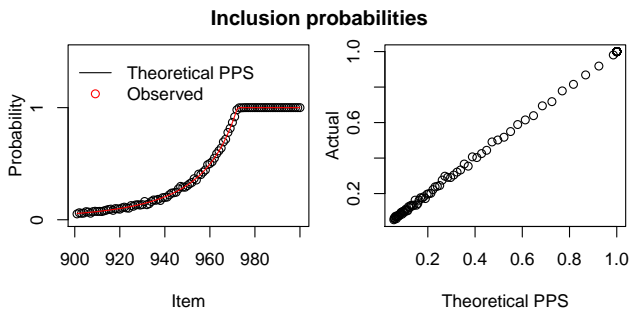 Inclusion probabilities
Probability
1
0
Theoretical PPS
Observed
900 920 940 960 980
Item
Actual
1.0
0.6
0.2
0.2 0.4 0.6 0.8 1.0
Theoretical PPS